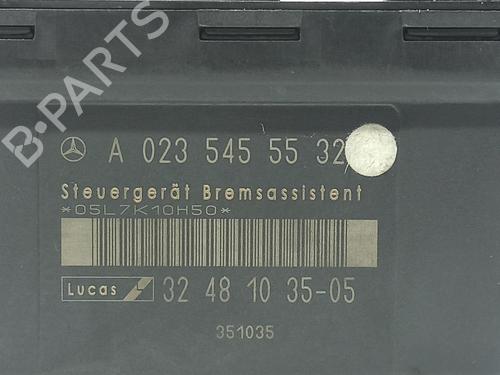 B-PARTS
A 023 545 55 32
Steuergerät Bremsassistent
*05L7K10H50*
Lucas 32 48 10 35-05
351035